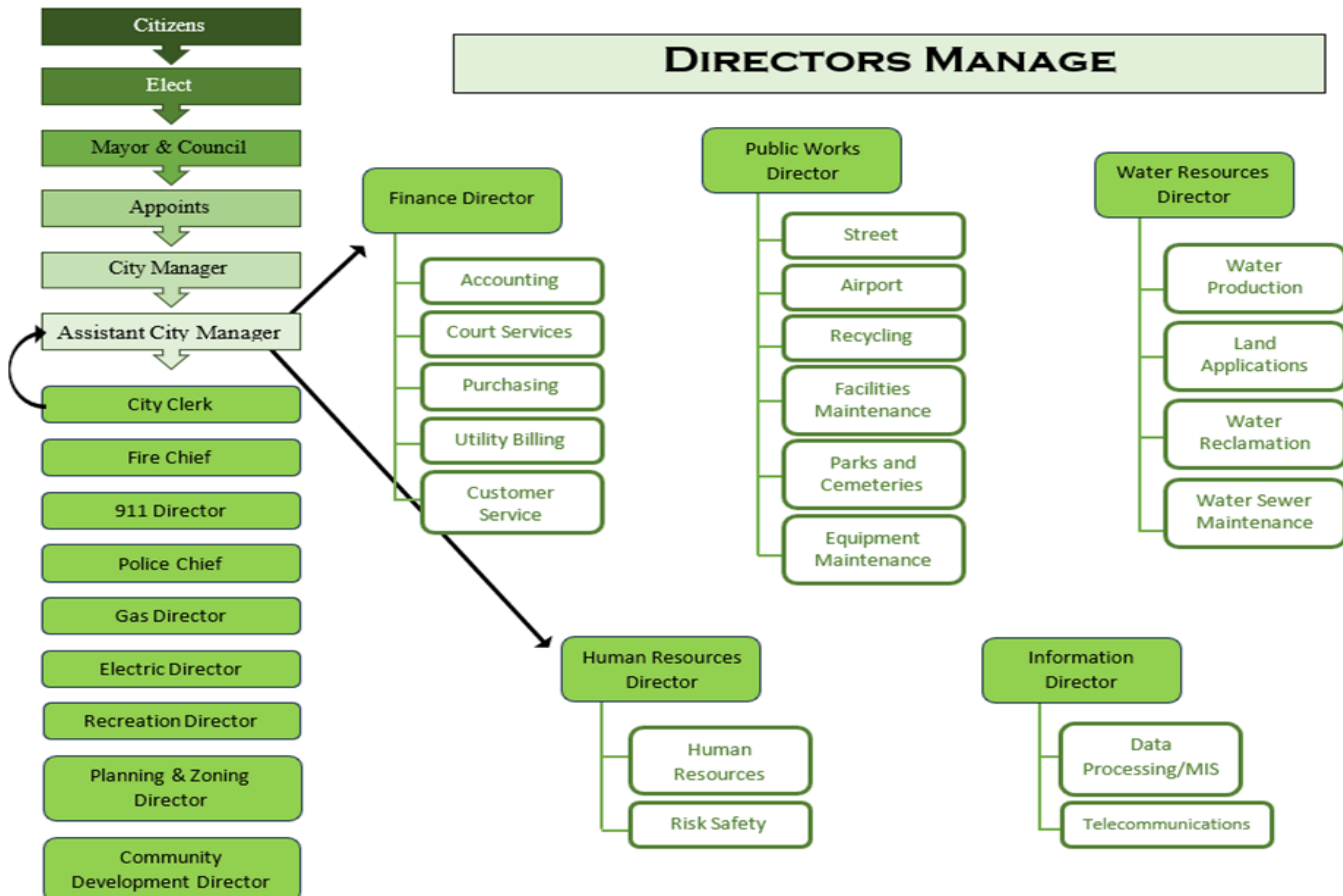 Citizens
Elect
Mayor & Council
Appoints
City Manager
Assistant City Manager
City Clerk
Fire Chief
911 Director
Police Chief
Gas Director
Electric Director
Recreation Director
Planning & Zoning
Director
Community
Development Director
DIRECTORS MANAGE
Finance Director
Accounting
Court Services
Purchasing
Utility Billing
Customer
Service
Public Works
Director
Street
Airport
Recycling
Facilities
Maintenance
Parks and
Cemeteries
Equipment
Maintenance
Water Resources
Director
Water
Production
Land
Applications
Water
Reclamation
Water Sewer
Maintenance
Human Resources
Director
Human
Resources
Risk Safety
Information
Director
Data
Processing/MIS
Telecommunications